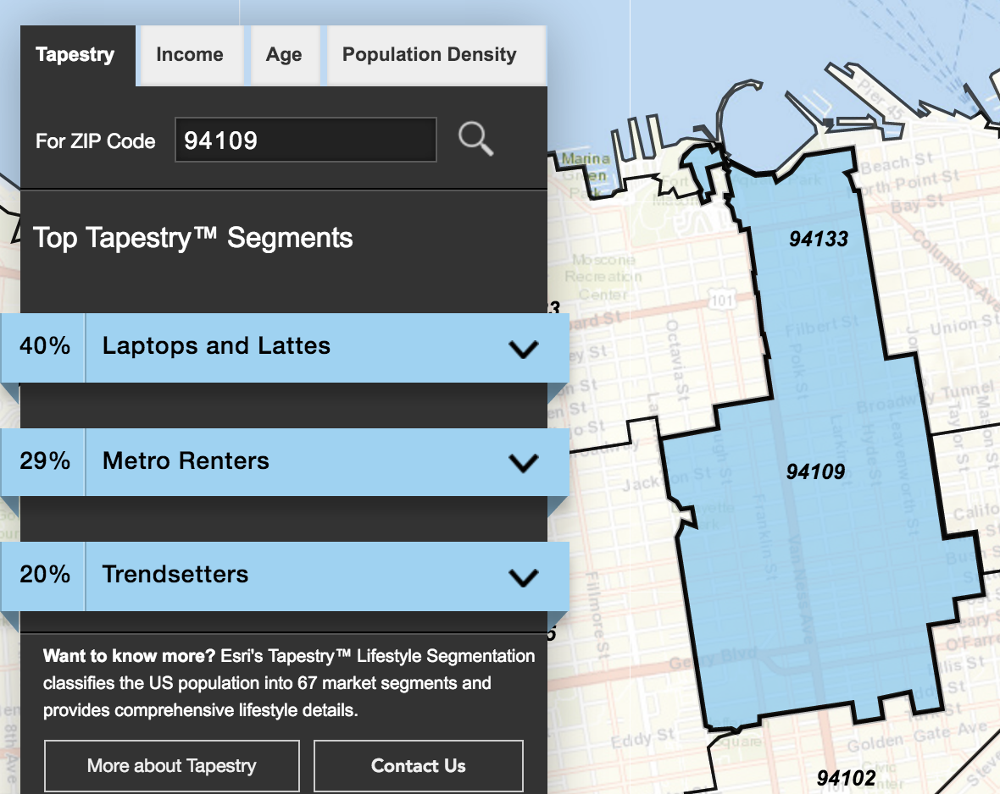 Tapestry
Income
Age
Population Density
For ZIP Code
94109
Top Tapestry™ Segments
40%
Laptops and Lattes
29%
Metro Renters
20%
Trendsetters
Want to know more? Esri's Tapestry™ Lifestyle Segmentation
classifies the US population into 67 market segments and
provides comprehensive lifestyle details.
More about Tapestry
Contact Us
Pier 45
Marina
Green
Park
Fort
Mason
Park
Beach St
North Point St
Bay St
94133
Columbus Ave
Moscone
Recreation
Center
101
Filbert St
Union St
Octavia St
Polk St
Broadway Tunnel
Larkin St
Hyde St
Leavenworth St
Taylor St
Mason St
Broadway
Jackson St
94109
Franklin St
Van Ness Ave
Fillmore St
Geary Blvd
Eddy St
Square
Golden Gate Ave
94102
8th Ave